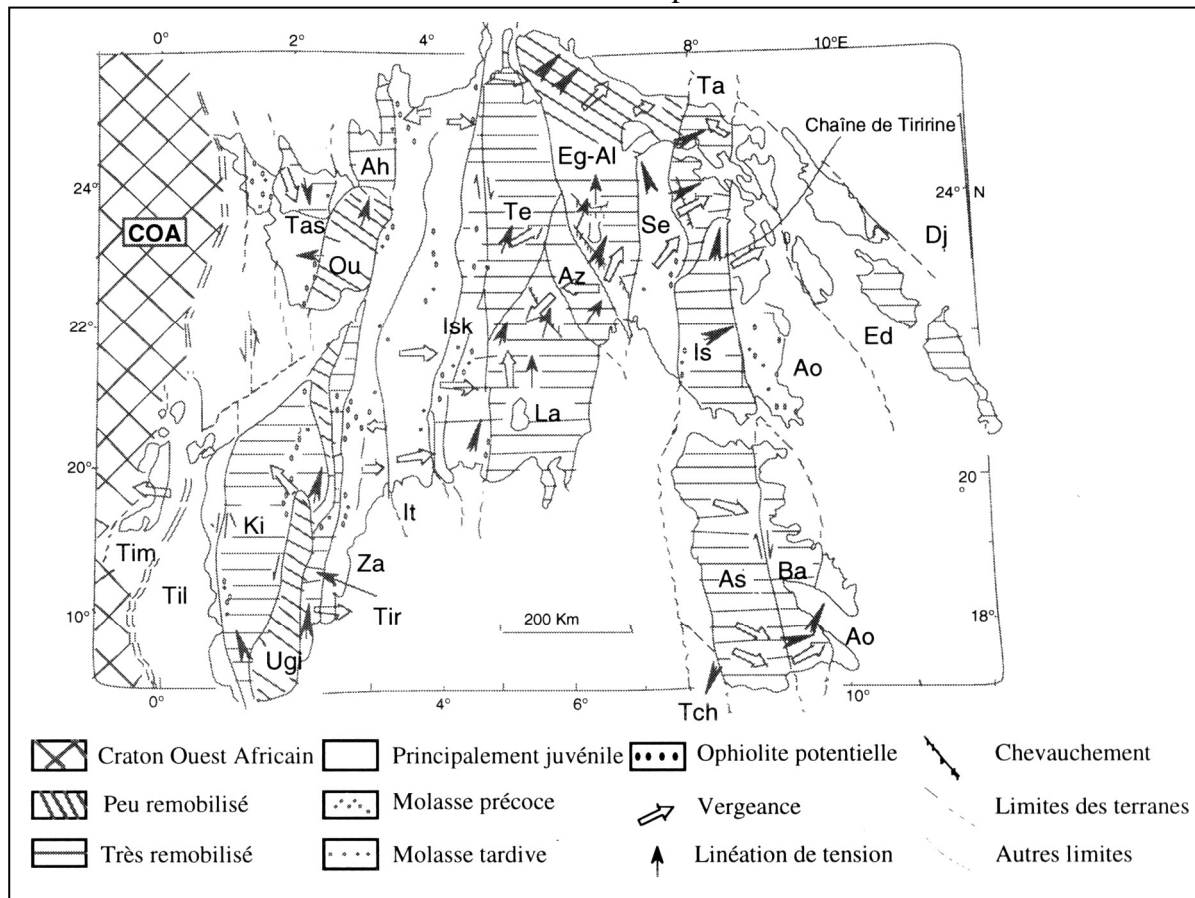 0° 2° 4° 8° 10°E
Ta
Chaîne de Tiririne
Ah
Eg-Al
24° 24° N
COA
Tas
Te
Se
Dj
Ou
Az
22°
Isk
Is
Ed
Ao
La
20° 20
°
It
Ki
Tim
Za
As
Ba
Til
Tir
10° 18°
200 Km
Ao
Ugi
0° 4° 6° 10°
Tch
Craton Ouest Africain
Principalement juvénile
Ophiolite potentielle
Chevauchement
Peu remobilisé
Molasse précoce
Vergeance
Limites des terranes
Très remobilisé
Molasse tardive
Linéation de tension
Autres limites